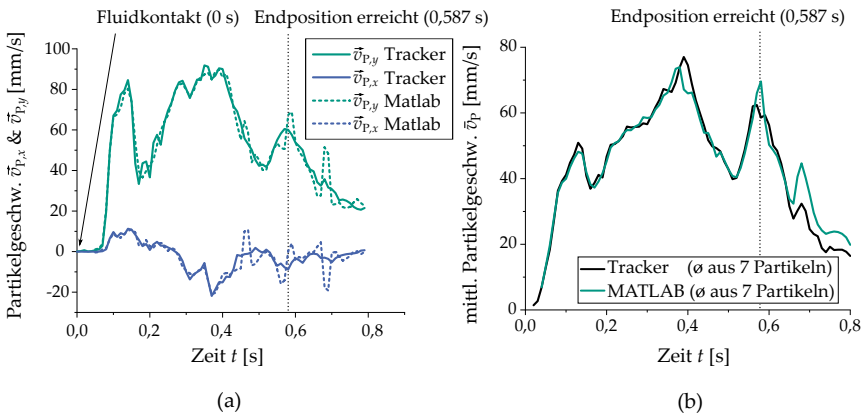 Fluidkontakt (0 s)
Endposition erreicht (0,587 s)
Partikelgeschw. v⃗P,x & v⃗P,y [mm/s]
100
80
60
40
20
0
-20
v⃗P,y Tracker
v⃗P,x Tracker
v⃗P,y Matlab
v⃗P,x Matlab
0,0 0,2 0,4 0,6 0,8
Zeit t [s]
(a)
Endposition erreicht (0,587 s)
mittl. Partikelgeschw. v̄P [mm/s]
80
60
40
20
0
Tracker (ø aus 7 Partikeln)
MATLAB (ø aus 7 Partikeln)
0,0 0,2 0,4 0,6 0,8
Zeit t [s]
(b)